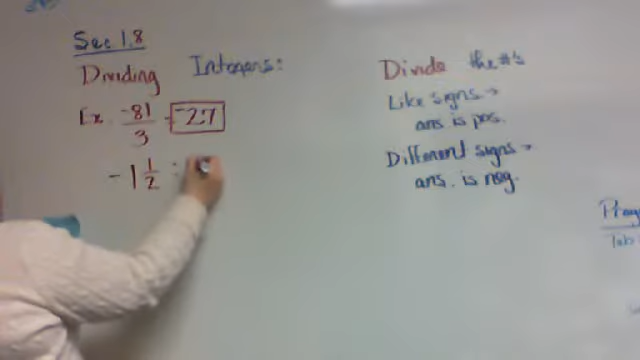 Sec 1.8
Dividing Integers:
Ex. -81/3 = -27
-1 1/2 ÷
Divide the #'s
Like signs →
ans is pos.
Different signs →
ans. is neg.